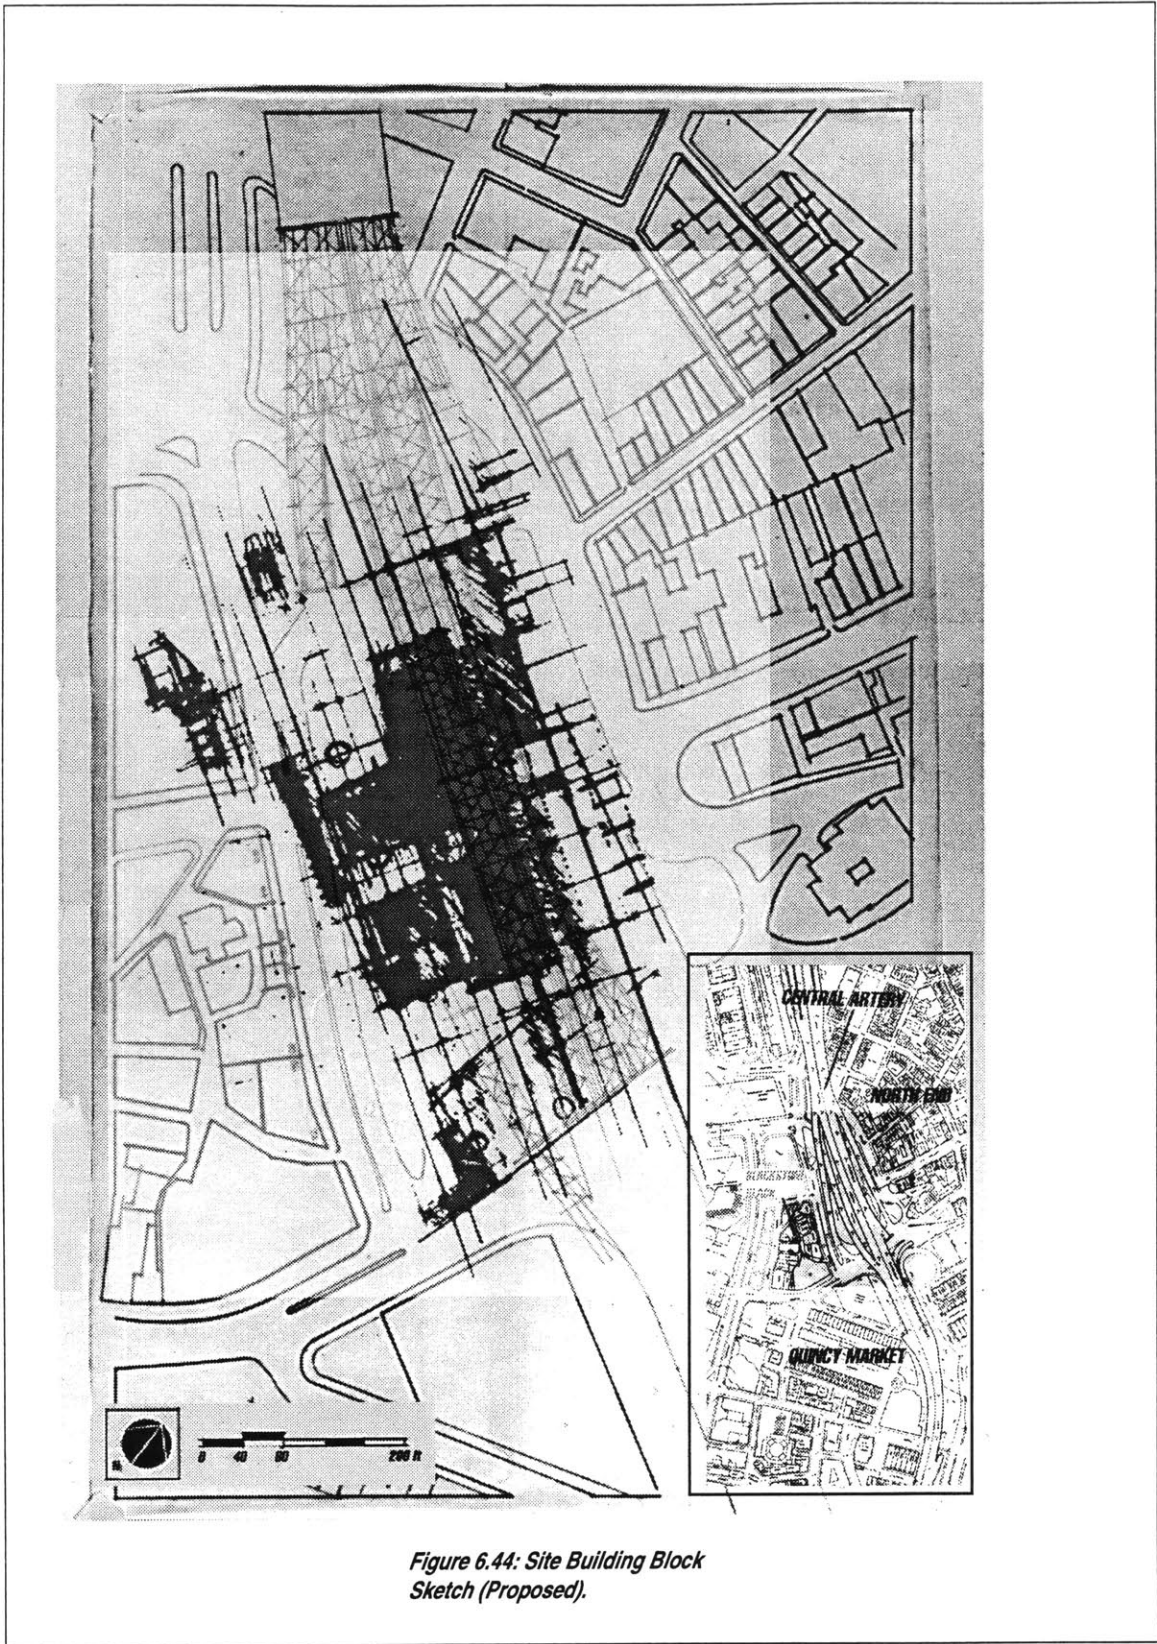 CENTRAL ARTERY
NORTH END
QUINCY MARKET
N
0 40 80 200 ft
Figure 6.44: Site Building Block
Sketch (Proposed).